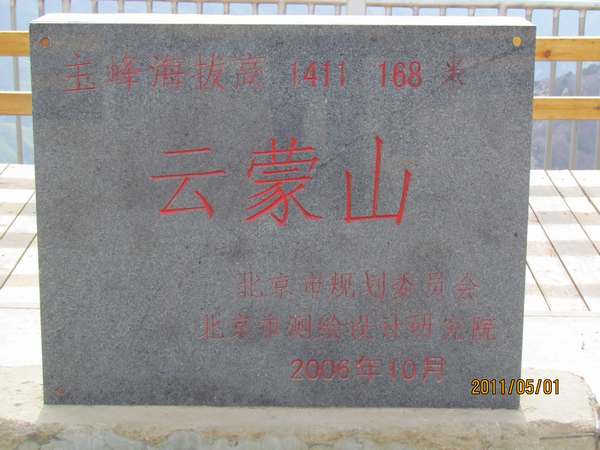 主峰海拔高 1411 168 米
云蒙山
北京市规划委员会
北京市测绘设计研究院
2006年10月
2011/05/01